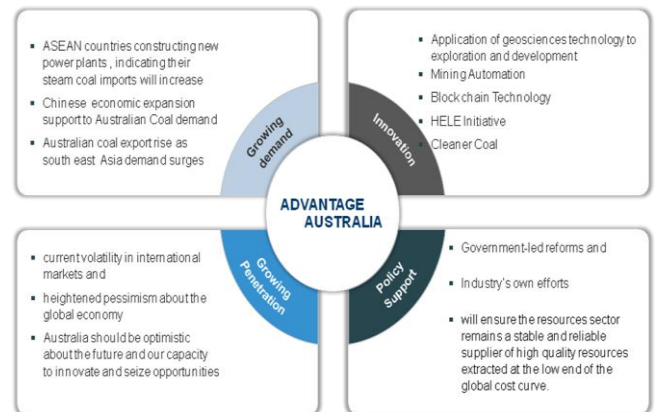 ASEAN countries constructing new
power plants , indicating their
steam coal imports will increase
Chinese economic expansion
support to Australian Coal demand
Australian coal export rise as
south east Asia demand surges
Growing
demand
Application of geosciences technology to
exploration and development
Mining Automation
Block chain Technology
HELE Initiative
Cleaner Coal
Innovation
ADVANTAGE
AUSTRALIA
current volatility in international
markets and
heightened pessimism about the
global economy
Australia should be optimistic
about the future and our capacity
to innovate and seize opportunities
Growing
Penetration
Government-led reforms and
Industry's own efforts
will ensure the resources sector
remains a stable and reliable
supplier of high quality resources
extracted at the low end of the
global cost curve.
Policy
Support